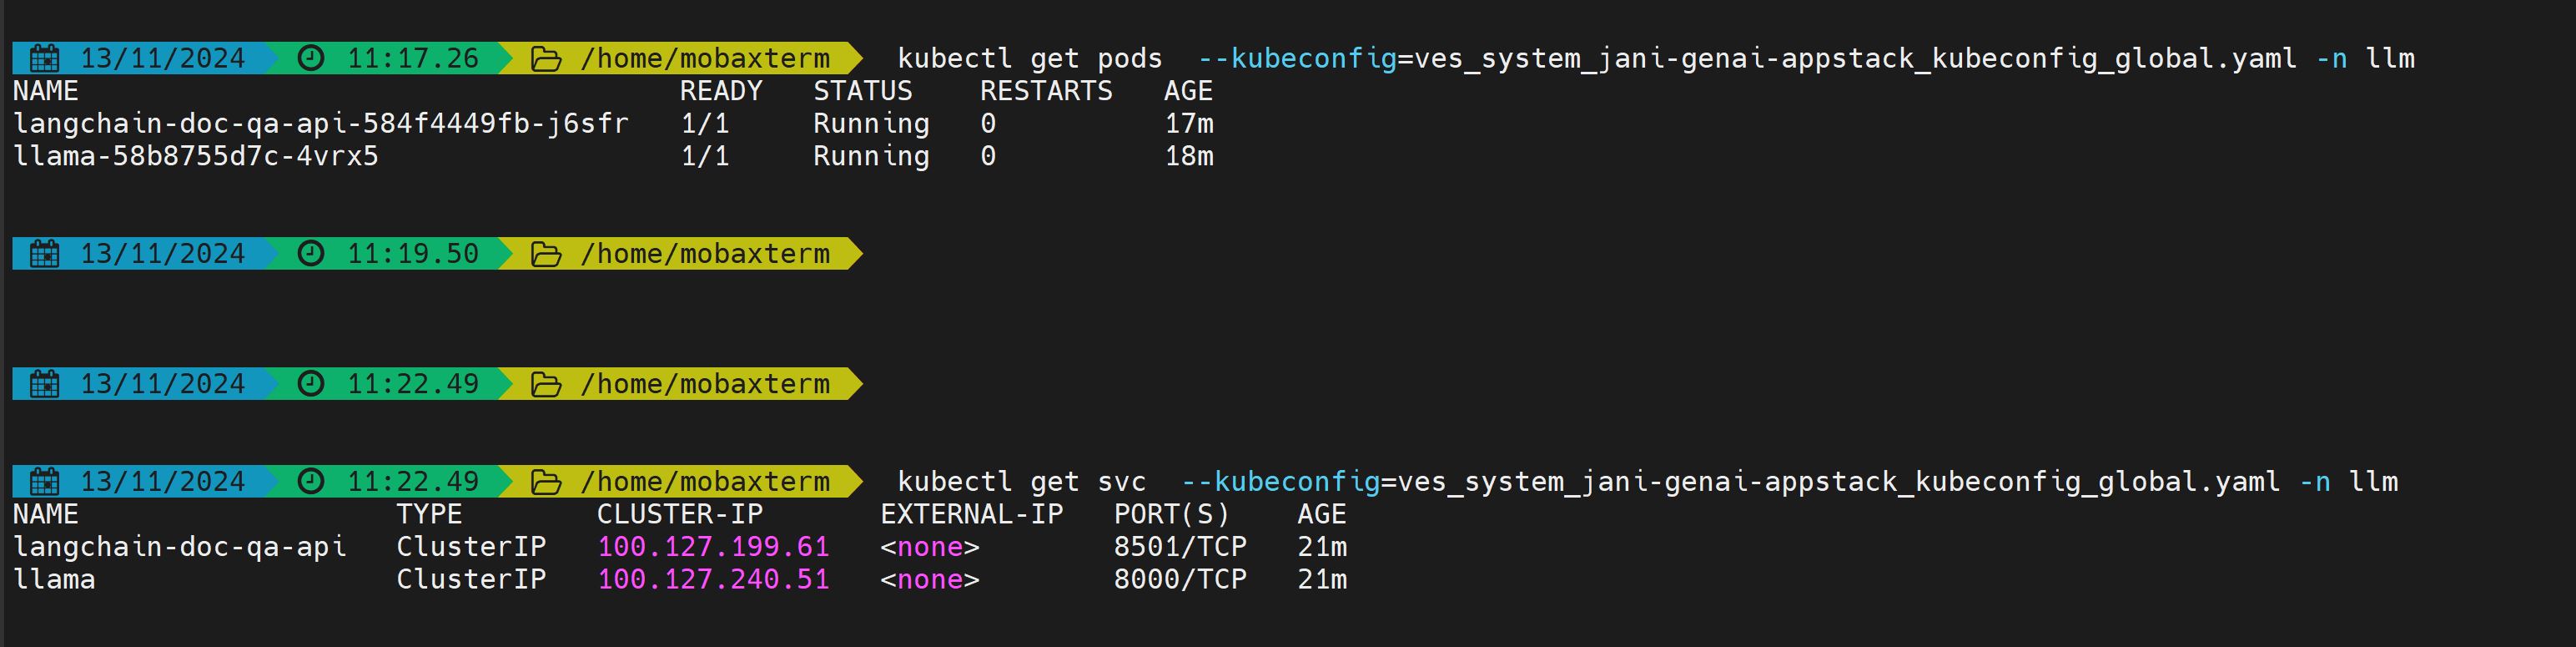 13/11/2024 11:17.26 /home/mobaxterm kubectl get pods --kubeconfig=ves_system_jani-genai-appstack_kubeconfig_global.yaml -n llm
NAME READY STATUS RESTARTS AGE
langchain-doc-qa-api-584f4449fb-j6sfr 1/1 Running 0 17m
llama-58b8755d7c-4vrx5 1/1 Running 0 18m
13/11/2024 11:19.50 /home/mobaxterm
13/11/2024 11:22.49 /home/mobaxterm
13/11/2024 11:22.49 /home/mobaxterm kubectl get svc --kubeconfig=ves_system_jani-genai-appstack_kubeconfig_global.yaml -n llm
NAME TYPE CLUSTER-IP EXTERNAL-IP PORT(S) AGE
langchain-doc-qa-api ClusterIP 100.127.199.61 <none> 8501/TCP 21m
llama ClusterIP 100.127.240.51 <none> 8000/TCP 21m